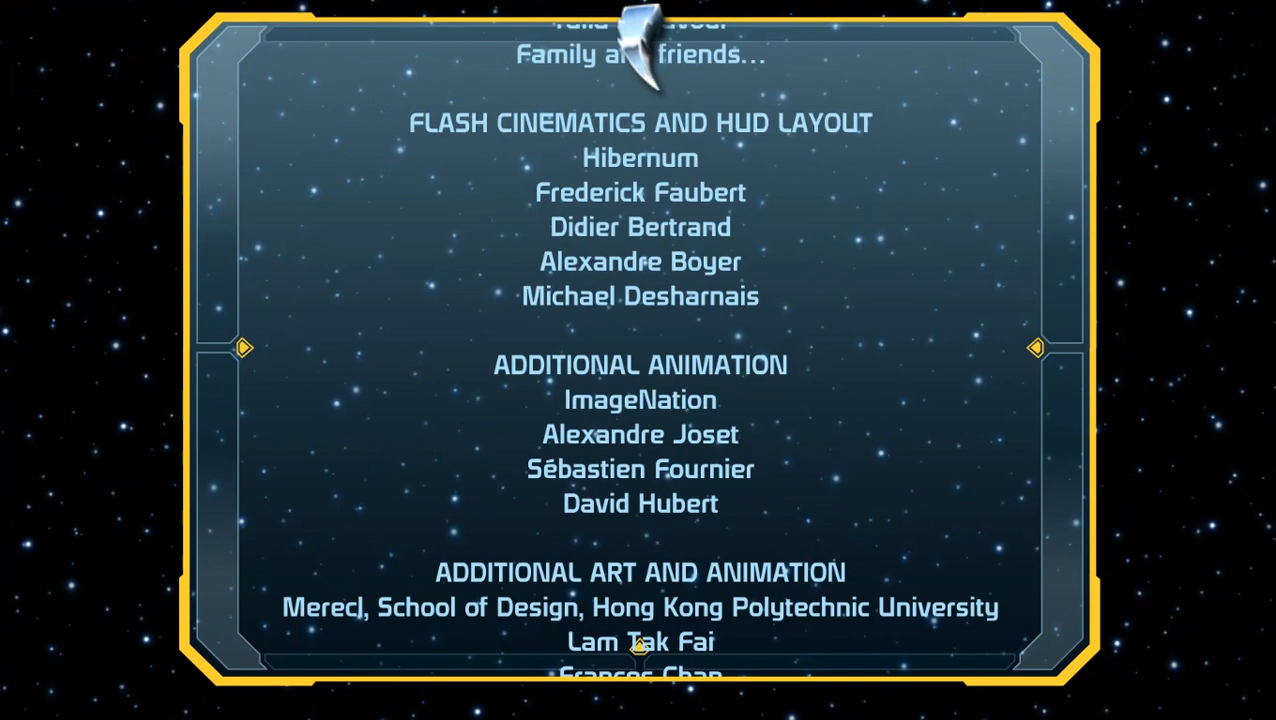 Family friends...
FLASH CINEMATICS AND HUD LAYOUT
Hibernum
Frederick Faubert
Didier Bertrand
Alexandre Boyer
Michael Desharnais
ADDITIONAL ANIMATION
ImageNation
Alexandre Joset
Sébastien Fournier
David Hubert
ADDITIONAL ART AND ANIMATION
Merecl, School of Design, Hong Kong Polytechnic University
Lam Tak Fai
Frances Chan